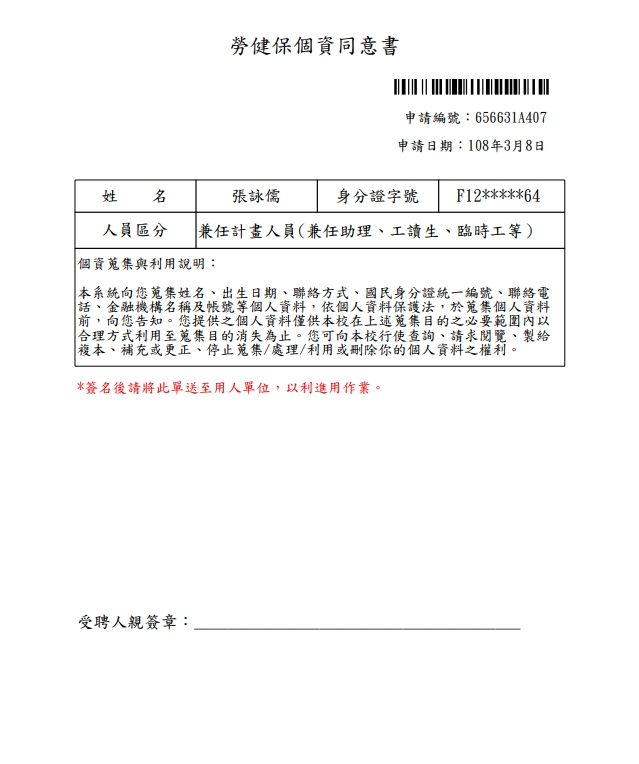 勞健保個資同意書
申請編號：656631A407
申請日期：108年3月8日
姓　　名 張詠儒 身分證字號 F12*****64
人員區分 兼任計畫人員(兼任助理、工讀生、臨時工等)
個資蒐集與利用說明：
本系統向您蒐集姓名、出生日期、聯絡方式、國民身分證統一編號、聯絡電
話、金融機構名稱及帳號等個人資料，依個人資料保護法，於蒐集個人資料
前，向您告知。您提供之個人資料僅供本校在上述蒐集目的之必要範圍內以
合理方式利用至蒐集目的消失為止。您可向本校行使查詢、請求閱覽、製給
複本、補充或更正、停止蒐集/處理/利用或刪除你的個人資料之權利。
*簽名後請將此單送至用人單位，以利進用作業。
受聘人親簽章：